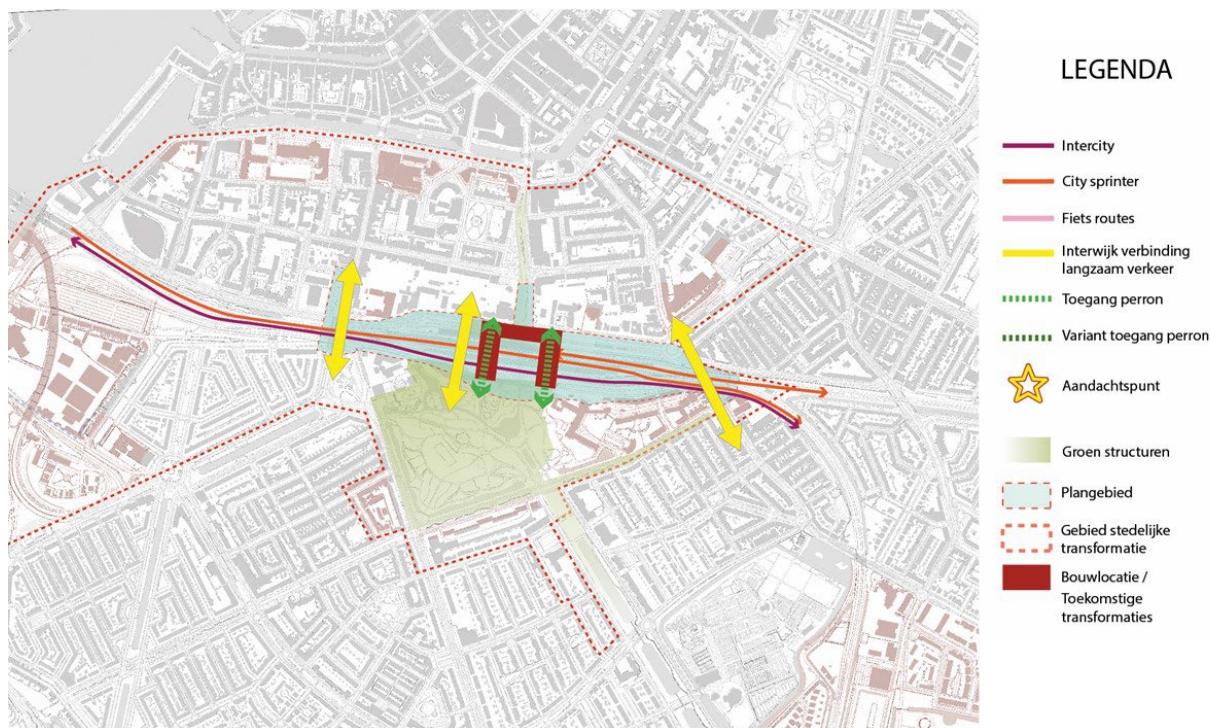 LEGENDA
Intercity
City sprinter
Fiets routes
Interwijk verbinding
langzaam verkeer
Toegang perron
Variant toegang perron
Aandachtspunt
Groen structuren
Plangebied
Gebied stedelijke
transformatie
Bouwlocatie /
Toekomstige
transformaties